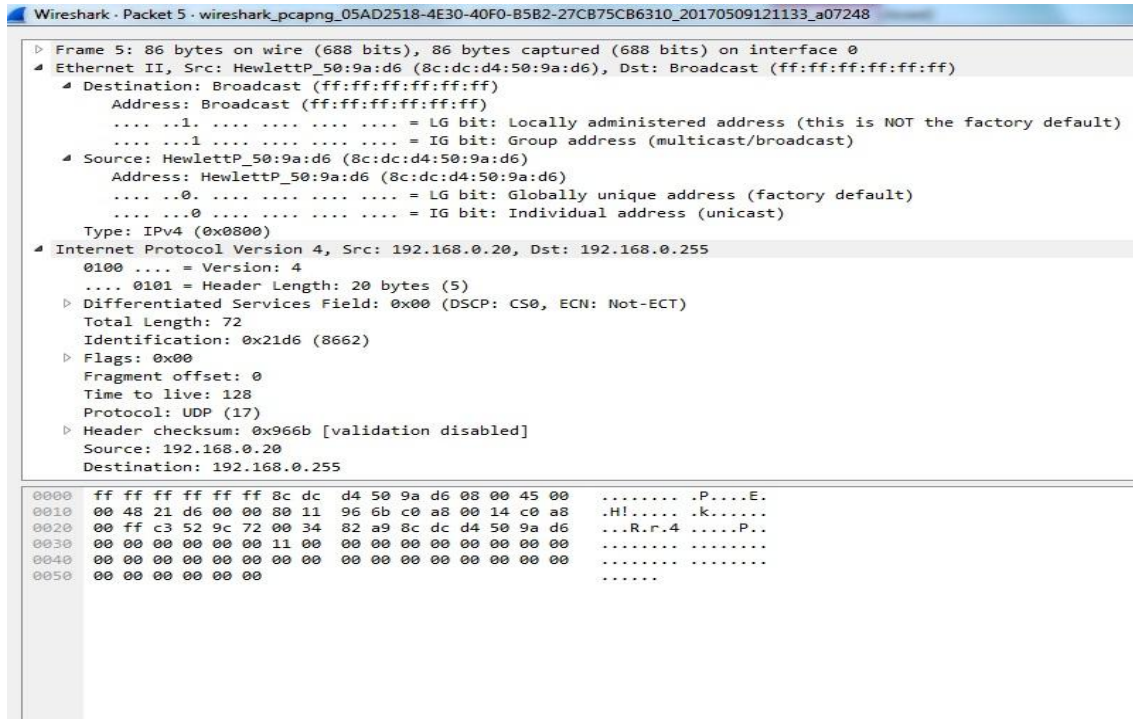 Wireshark · Packet 5 · wireshark_pcapng_05AD2518-4E30-40F0-B5B2-27CB75CB6310_20170509121133_a07248
Frame 5: 86 bytes on wire (688 bits), 86 bytes captured (688 bits) on interface 0
Ethernet II, Src: HewlettP_50:9a:d6 (8c:dc:d4:50:9a:d6), Dst: Broadcast (ff:ff:ff:ff:ff:ff)
Destination: Broadcast (ff:ff:ff:ff:ff:ff)
Address: Broadcast (ff:ff:ff:ff:ff:ff)
.... ..1. .... .... .... .... = LG bit: Locally administered address (this is NOT the factory default)
.... ...1 .... .... .... .... = IG bit: Group address (multicast/broadcast)
Source: HewlettP_50:9a:d6 (8c:dc:d4:50:9a:d6)
Address: HewlettP_50:9a:d6 (8c:dc:d4:50:9a:d6)
.... ..0. .... .... .... .... = LG bit: Globally unique address (factory default)
.... ...0 .... .... .... .... = IG bit: Individual address (unicast)
Type: IPv4 (0x0800)
Internet Protocol Version 4, Src: 192.168.0.20, Dst: 192.168.0.255
0100 .... = Version: 4
.... 0101 = Header Length: 20 bytes (5)
Differentiated Services Field: 0x00 (DSCP: CS0, ECN: Not-ECT)
Total Length: 72
Identification: 0x21d6 (8662)
Flags: 0x00
Fragment offset: 0
Time to live: 128
Protocol: UDP (17)
Header checksum: 0x966b [validation disabled]
Source: 192.168.0.20
Destination: 192.168.0.255
0000 ff ff ff ff ff ff 8c dc d4 50 9a d6 08 00 45 00 ........ .P....E.
0010 00 48 21 d6 00 00 80 11 96 6b c0 a8 00 14 c0 a8 .H!..... .k......
0020 00 ff c3 52 9c 72 00 34 82 a9 8c dc d4 50 9a d6 ...R.r.4 .....P..
0030 00 00 00 00 00 00 11 00 00 00 00 00 00 00 00 00 ........ ........
0040 00 00 00 00 00 00 00 00 00 00 00 00 00 00 00 00 ........ ........
0050 00 00 00 00 00 00 ......